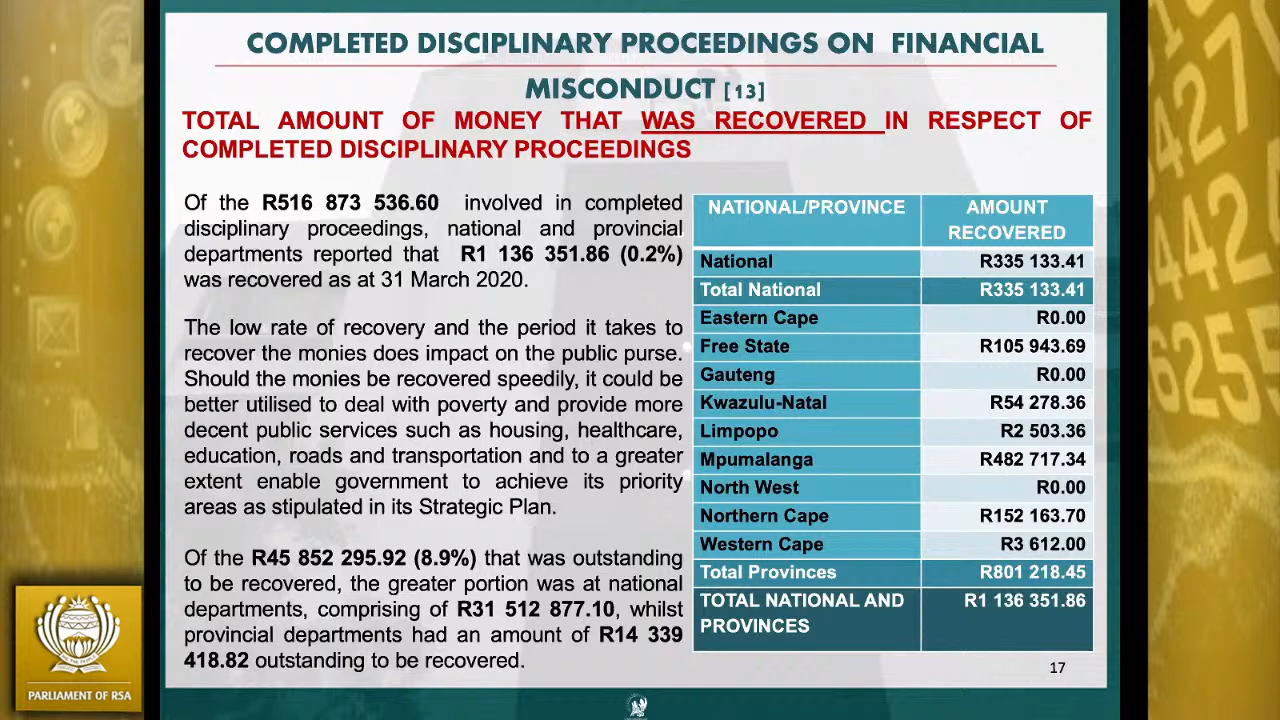 COMPLETED DISCIPLINARY PROCEEDINGS ON FINANCIAL
MISCONDUCT [13]
TOTAL AMOUNT OF MONEY THAT WAS RECOVERED IN RESPECT OF
COMPLETED DISCIPLINARY PROCEEDINGS
Of the R516 873 536.60 involved in completed
disciplinary proceedings, national and provincial
departments reported that R1 136 351.86 (0.2%)
was recovered as at 31 March 2020.
The low rate of recovery and the period it takes to
recover the monies does impact on the public purse.
Should the monies be recovered speedily, it could be
better utilised to deal with poverty and provide more
decent public services such as housing, healthcare,
education, roads and transportation and to a greater
extent enable government to achieve its priority
areas as stipulated in its Strategic Plan.
Of the R45 852 295.92 (8.9%) that was outstanding
to be recovered, the greater portion was at national
departments, comprising of R31 512 877.10, whilst
provincial departments had an amount of R14 339
418.82 outstanding to be recovered.
NATIONAL/PROVINCE AMOUNT
RECOVERED
National R335 133.41
Total National R335 133.41
Eastern Cape R0.00
Free State R105 943.69
Gauteng R0.00
Kwazulu-Natal R54 278.36
Limpopo R2 503.36
Mpumalanga R482 717.34
North West R0.00
Northern Cape R152 163.70
Western Cape R3 612.00
Total Provinces R801 218.45
TOTAL NATIONAL AND R1 136 351.86
PROVINCES
17
PARLIAMENT OF RSA